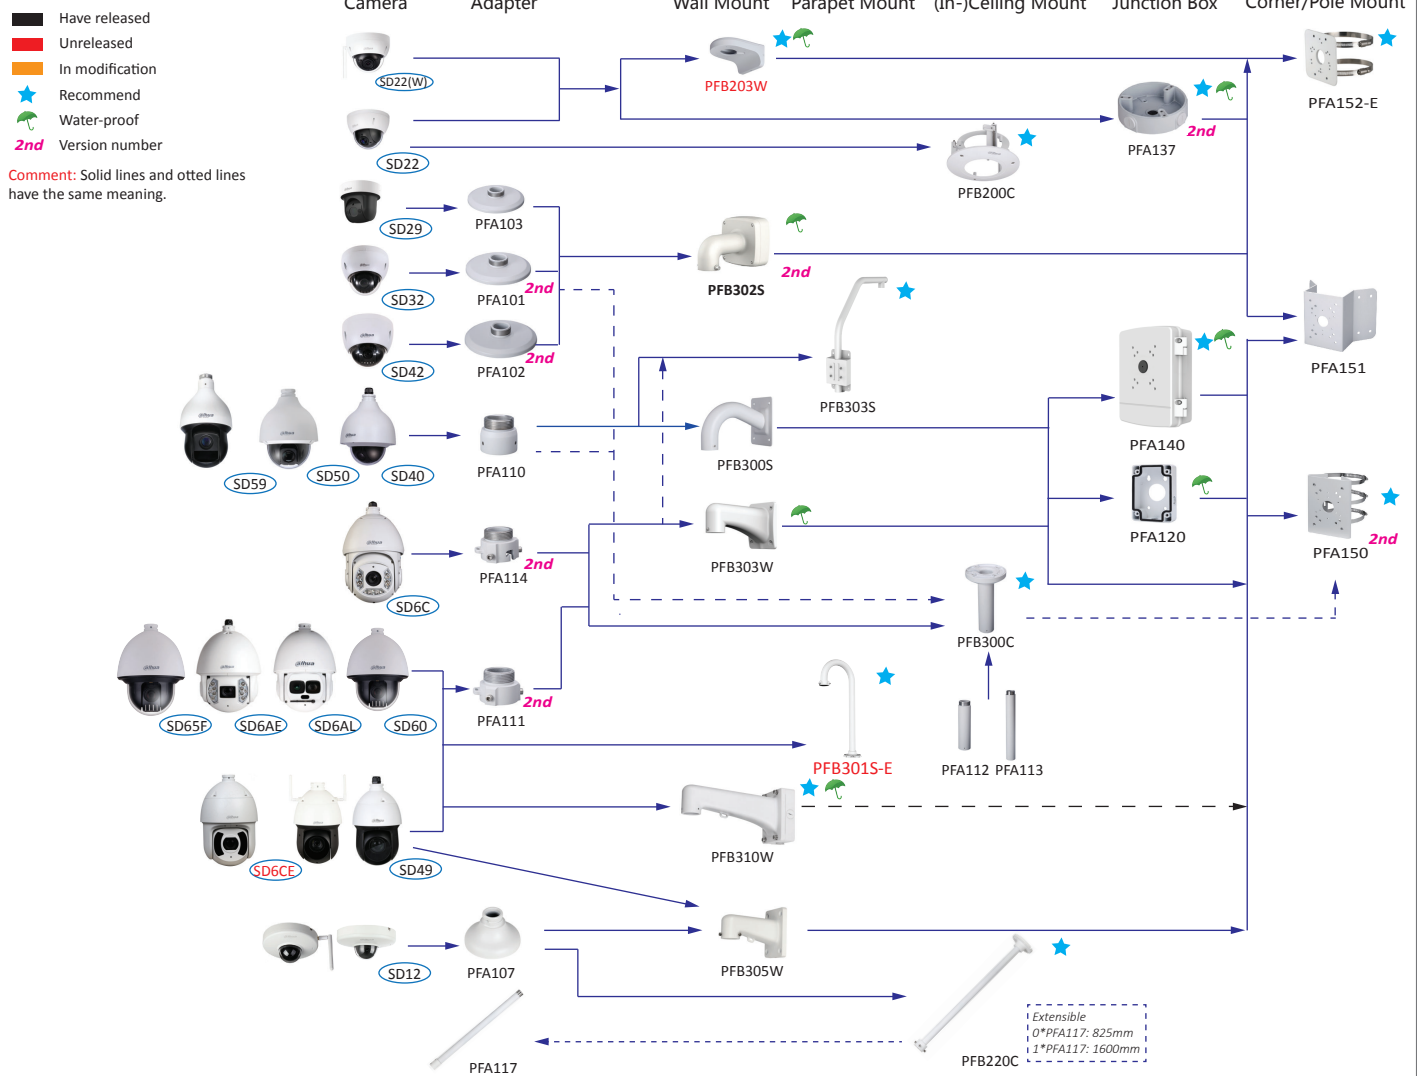 Camera
Adapter
Wall Mount
Parapet Mount
(In-)Ceiling Mount
Junction Box
Corner/Pole Mount
Have released
Unreleased
In modification
Recommend
Water-proof
2nd Version number
Comment: Solid lines and otted lines
have the same meaning.
SD22(W)
PFB203W
PFA152-E
2nd
PFA137
SD22
PFB200C
SD29
PFA103
SD32
PFA101
2nd
PFB302S
2nd
SD42
PFA102
2nd
PFB303S
PFA151
SD59
SD50
SD40
PFA110
PFB300S
PFA140
PFA120
PFA150
2nd
SD6C
PFA114
2nd
PFB303W
PFB300C
SD65F
SD6AE
SD6AL
SD60
PFA111
2nd
PFB301S-E
PFA112
PFA113
SD6CE
SD49
PFB310W
SD12
PFA107
PFB305W
PFA117
PFB220C
Extensible
0*PFA117: 825mm
1*PFA117: 1600mm